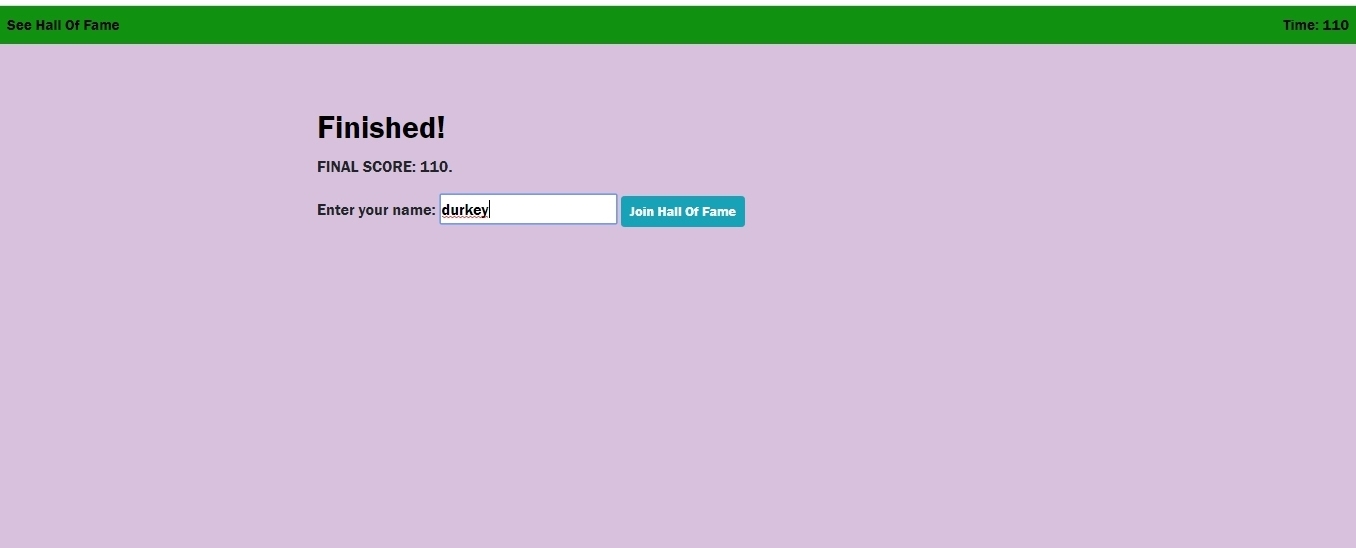 See Hall Of Fame
Time: 110
Finished!
FINAL SCORE: 110.
Enter your name: durkey Join Hall Of Fame